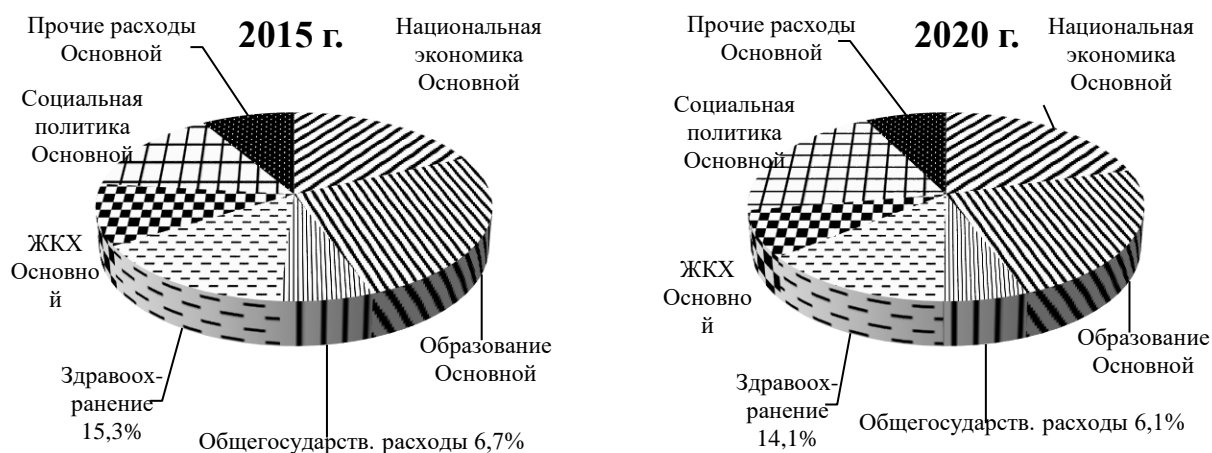 2015 г.
Прочие расходы
Основной
Национальная
экономика
Основной
Социальная
политика
Основной
ЖКХ
Основно
й
Здравоох-
ранение
15,3%
Общегосударств. расходы 6,7%
Образование
Основной
2020 г.
Прочие расходы
Основной
Национальная
экономика
Основной
Социальная
политика
Основной
ЖКХ
Основно
й
Здравоох-
ранение
14,1%
Общегосударств. расходы 6,1%
Образование
Основной